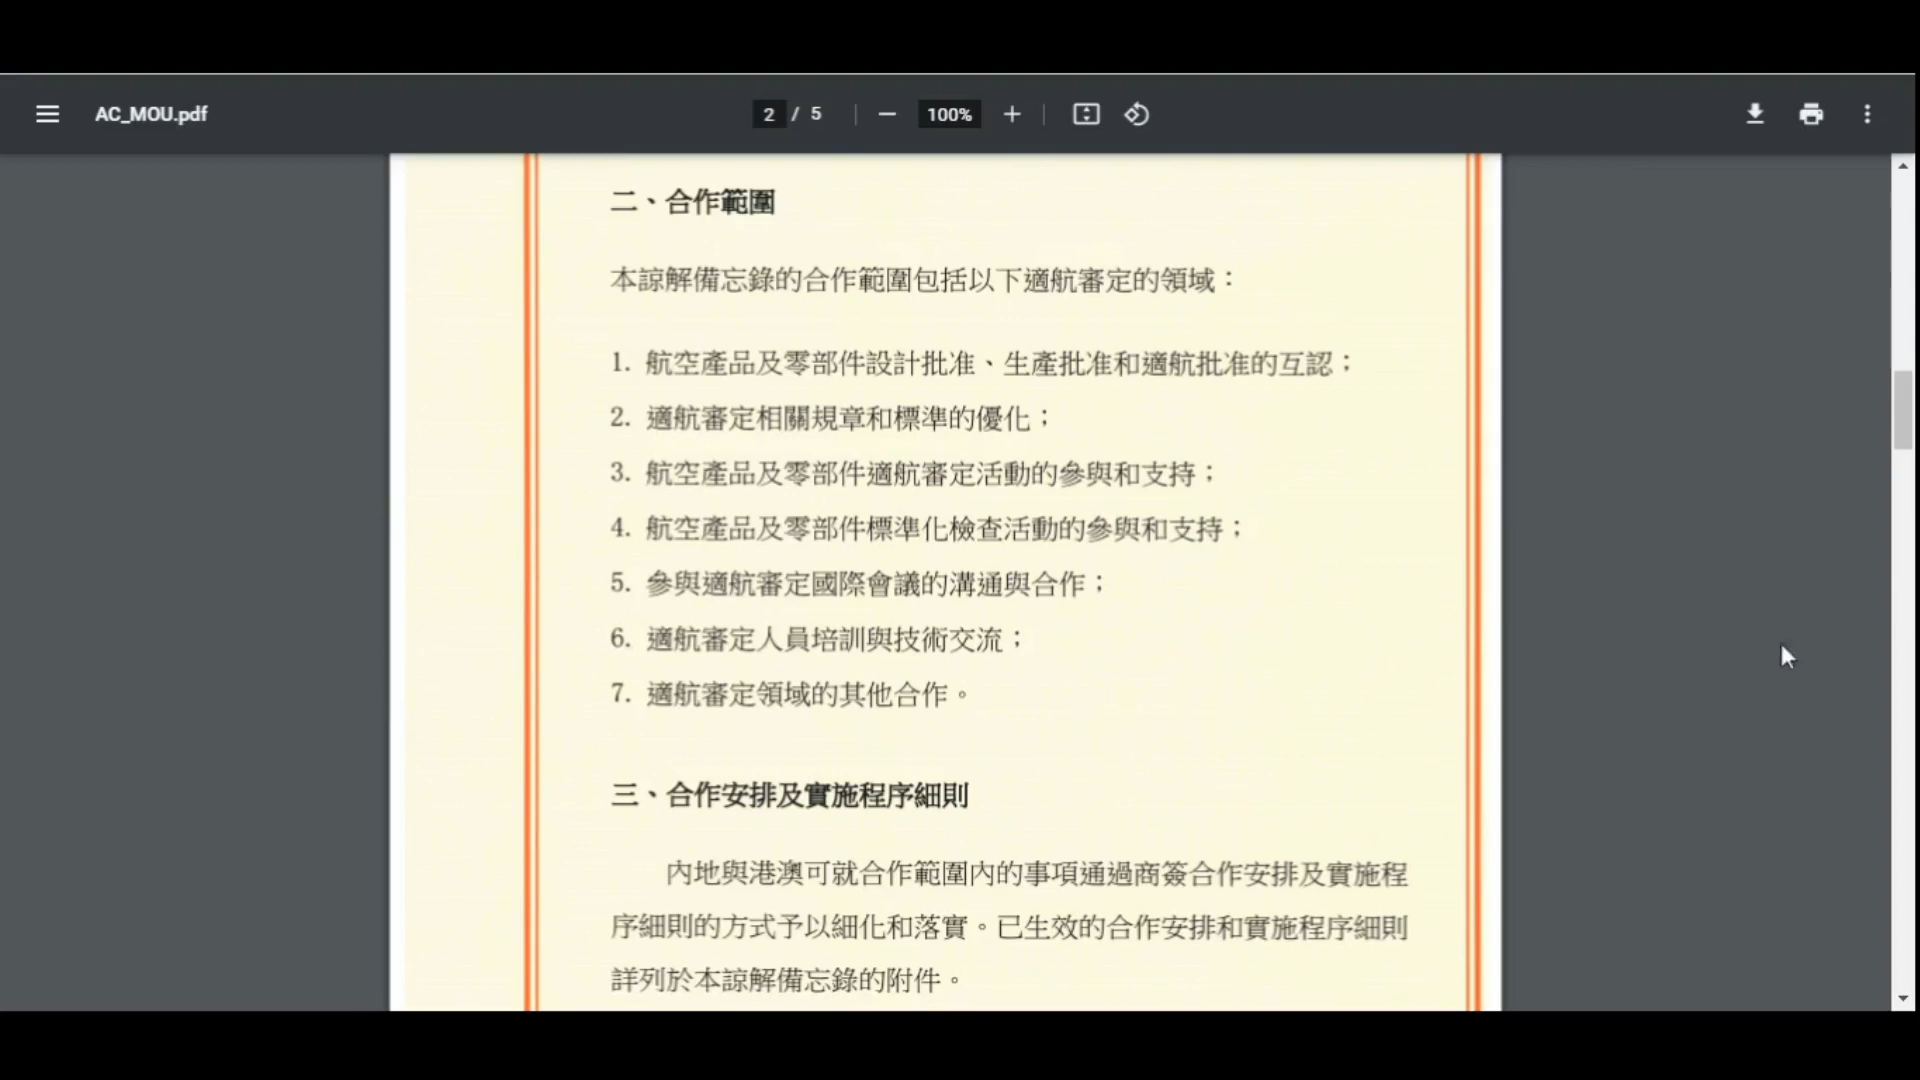 AC_MOU.pdf
2 / 5
100%
二、合作範圍
本諒解備忘錄的合作範圍包括以下適航審定的領域：
1. 航空產品及零部件設計批准、生產批准和適航批准的互認；
2. 適航審定相關規章和標準的優化；
3. 航空產品及零部件適航審定活動的參與和支持；
4. 航空產品及零部件標準化檢查活動的參與和支持；
5. 參與適航審定國際會議的溝通與合作；
6. 適航審定人員培訓與技術交流；
7. 適航審定領域的其他合作。
三、合作安排及實施程序細則
內地與港澳可就合作範圍內的事項通過商簽合作安排及實施程
序細則的方式予以細化和落實。已生效的合作安排和實施程序細則
詳列於本諒解備忘錄的附件。